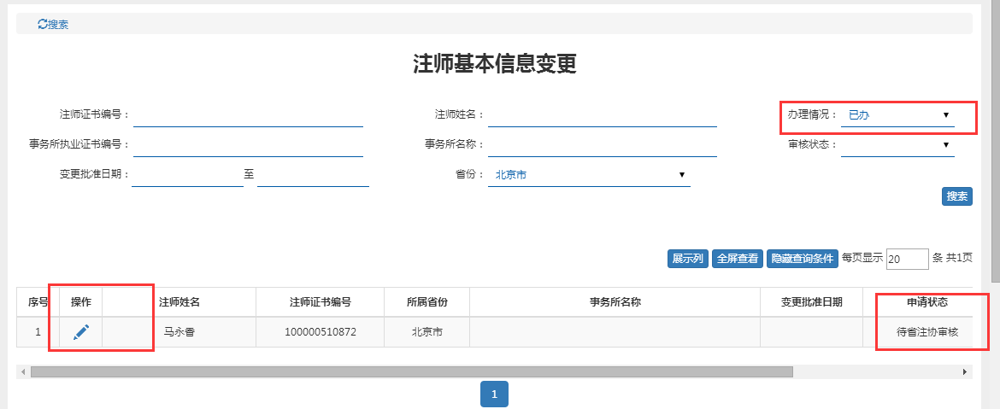 搜索
注师基本信息变更
注师证书编号： 注师姓名： 办理情况： 已办
事务所执业证书编号： 事务所名称： 审核状态：
变更批准日期： 至 省份： 北京市
搜索
展示列 全屏查看 隐藏查询条件 每页显示 20 条 共1页
序号 操作 注师姓名 注师证书编号 所属省份 事务所名称 变更批准日期 申请状态
1 马永香 100000510872 北京市 待省注协审核
1